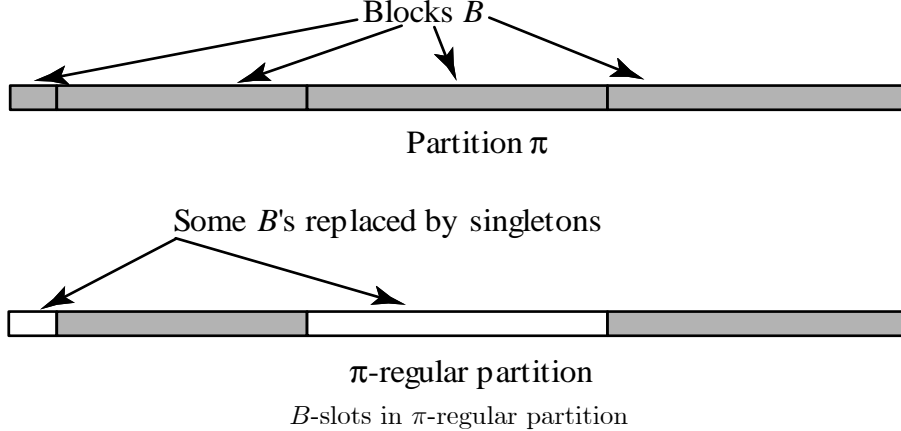 Blocks B
Partition π
Some B's replaced by singletons
π-regular partition
B-slots in π-regular partition